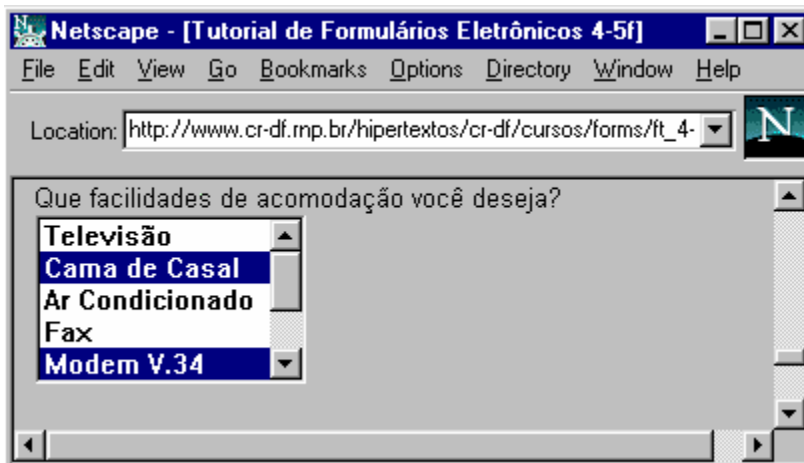 Netscape - [Tutorial de Formulários Eletrônicos 4-5f]
File Edit View Go Bookmarks Options Directory Window Help
Location: http://www.cr-df.rnp.br/hipertextos/cr-df/cursos/forms/ft_4-
N
Que facilidades de acomodação você deseja?
Televisão
Cama de Casal
Ar Condicionado
Fax
Modem V.34